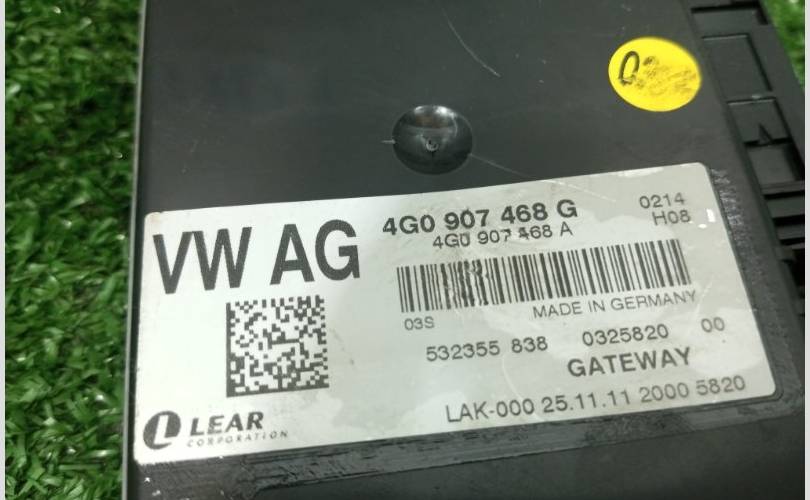 VW AG
4G0 907 468 G
4G0 907 468 A
0214
H08
03S
MADE IN GERMANY
532355 838 0325820 00
GATEWAY
LEAR
CORPORATION
LAK-000 25.11.11 2000 5820